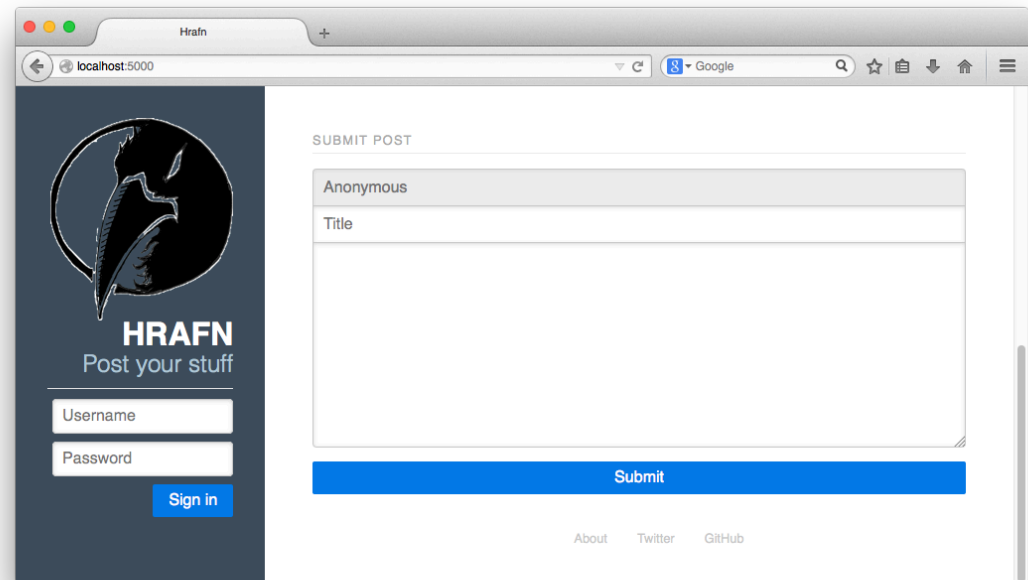 Hrafn
localhost:5000
Google
HRAFN
Post your stuff
Username
Password
Sign in
SUBMIT POST
Anonymous
Title
Submit
About Twitter GitHub